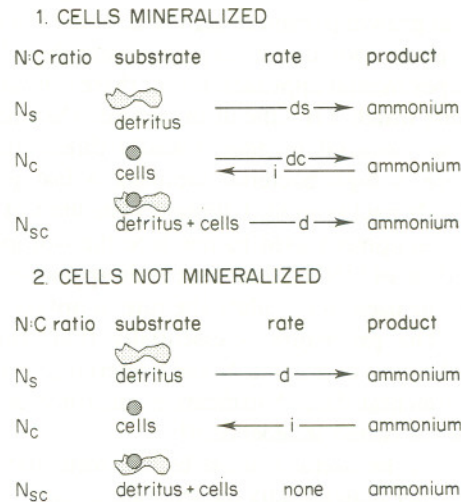 1. CELLS MINERALIZED
N:C ratio substrate rate product
Ns detritus ds ammonium
Nc cells dc i ammonium
Nsc detritus + cells d ammonium
2. CELLS NOT MINERALIZED
N:C ratio substrate rate product
Ns detritus d ammonium
Nc cells i ammonium
Nsc detritus + cells none ammonium